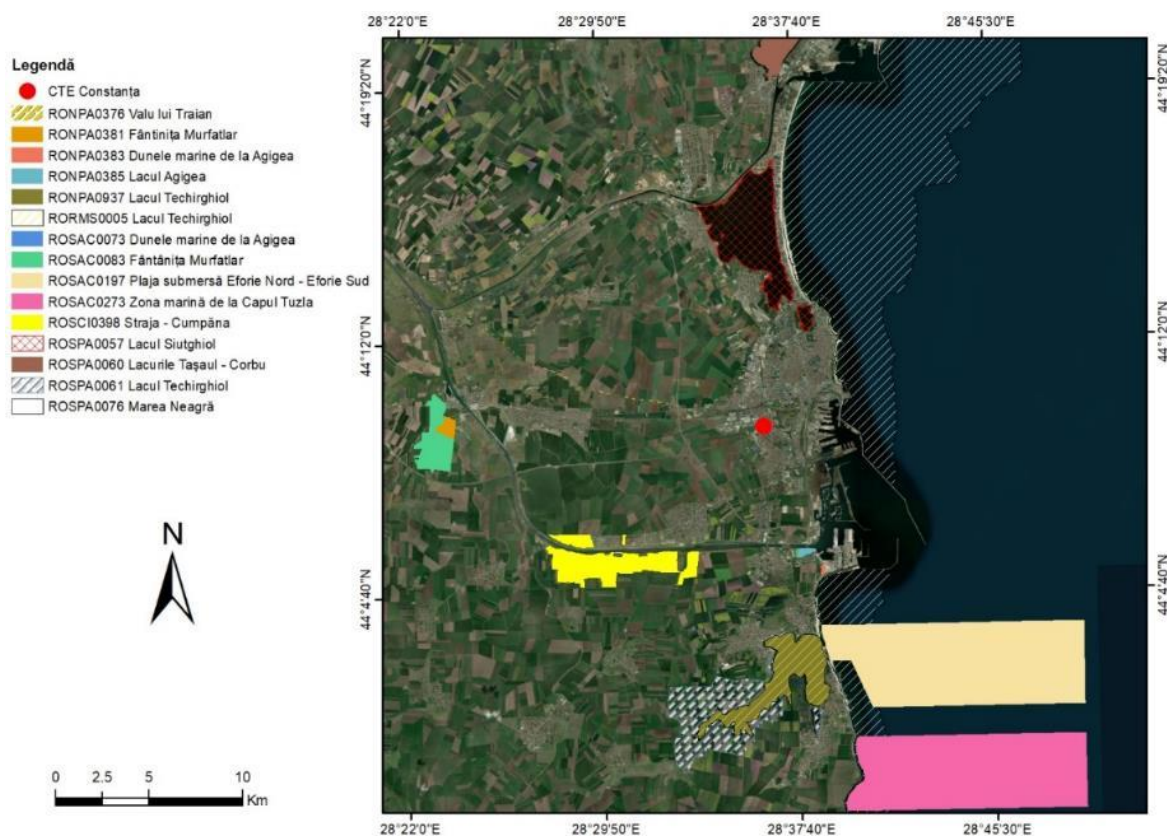 28°22'0"E 28°29'50"E 28°37'40"E 28°45'30"E
Legendă
CTE Constanța
RONPA0376 Valu lui Traian
RONPA0381 Fântinița Murfatlar
RONPA0383 Dunele marine de la Agigea
RONPA0385 Lacul Agigea
RONPA0937 Lacul Techirghiol
RORMS0005 Lacul Techirghiol
ROSAC0073 Dunele marine de la Agigea
ROSAC0083 Fântânița Murfatlar
ROSAC0197 Plaja submersă Eforie Nord - Eforie Sud
ROSAC0273 Zona marină de la Capul Tuzla
ROSCI0398 Straja - Cumpăna
ROSPA0057 Lacul Siutghiol
ROSPA0060 Lacurile Tașaul - Corbu
ROSPA0061 Lacul Techirghiol
ROSPA0076 Marea Neagră
N
0 2.5 5 10
Km
44°19'20"N
44°12'0"N
44°4'40"N
44°19'20"N
44°12'0"N
44°4'40"N
28°22'0"E 28°29'50"E 28°37'40"E 28°45'30"E